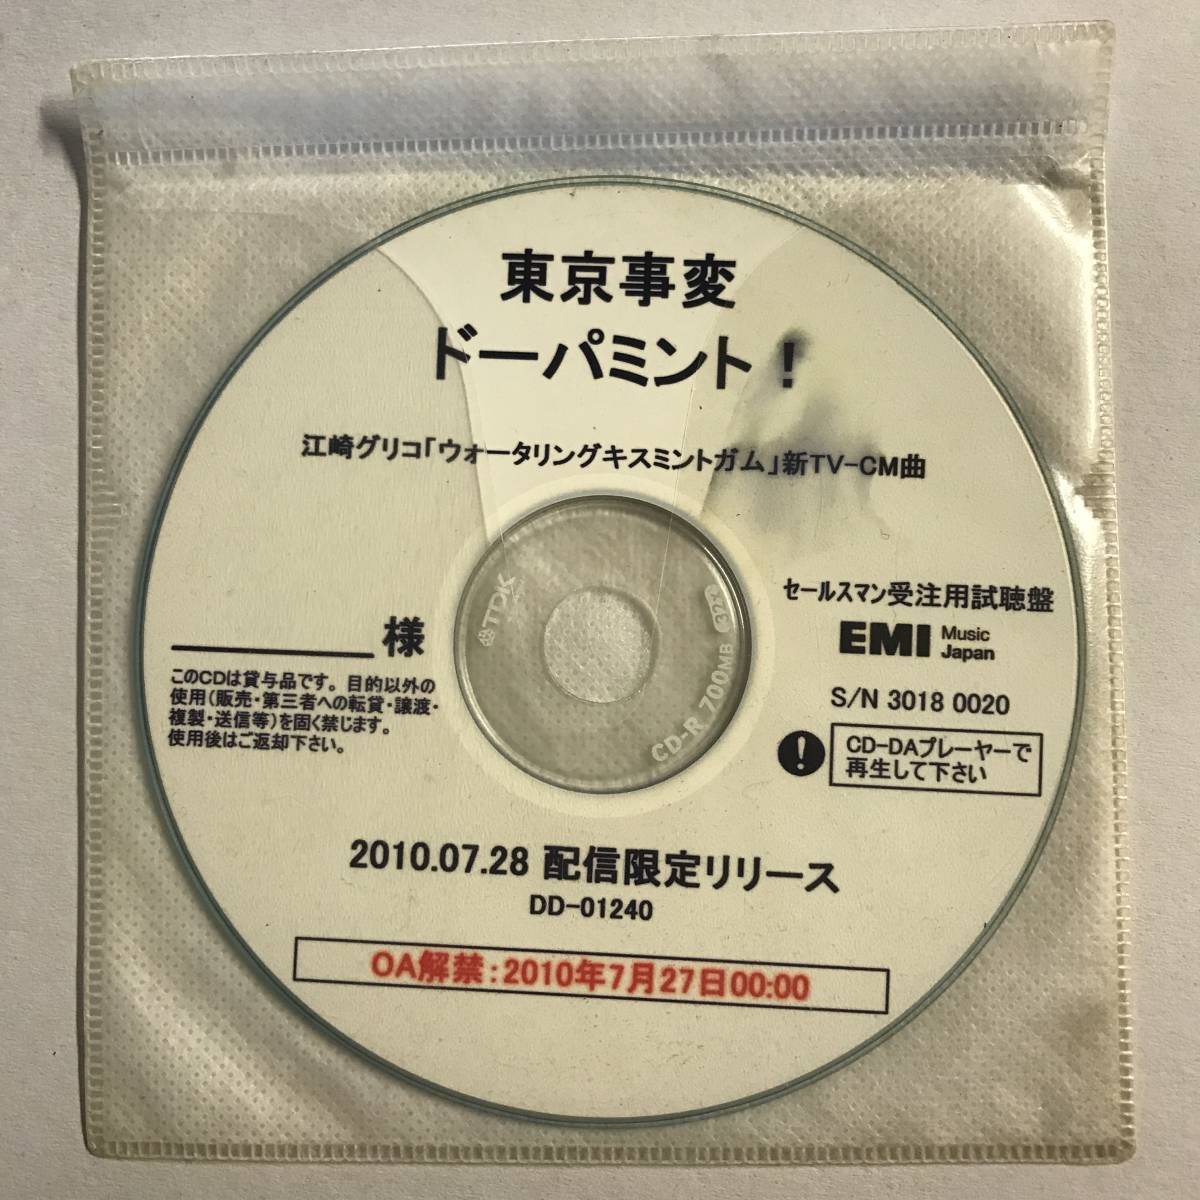 東京事変
ドーパミント！
江崎グリコ「ウォータリングキスミントガム」新TV-CM曲
セールスマン受注用試聴盤
EMI Music Japan
S/N 3018 0020
CD-DAプレーヤーで
再生して下さい
様
このCDは貸与品です。目的以外の
使用(販売・第三者への転貸・譲渡・
複製・送信等)を固く禁じます。
使用後はご返却下さい。
TDK
CD-R 700MB 32x
2010.07.28 配信限定リリース
DD-01240
OA解禁：2010年7月27日00:00